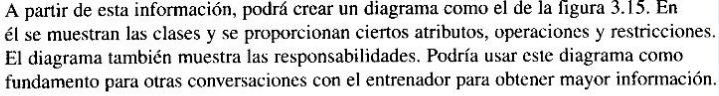 A partir de esta información, podrá crear un diagrama como el de la figura 3.15. En
él se muestran las clases y se proporcionan ciertos atributos, operaciones y restricciones.
El diagrama también muestra las responsabilidades. Podría usar este diagrama como
fundamento para otras conversaciones con el entrenador para obtener mayor información.